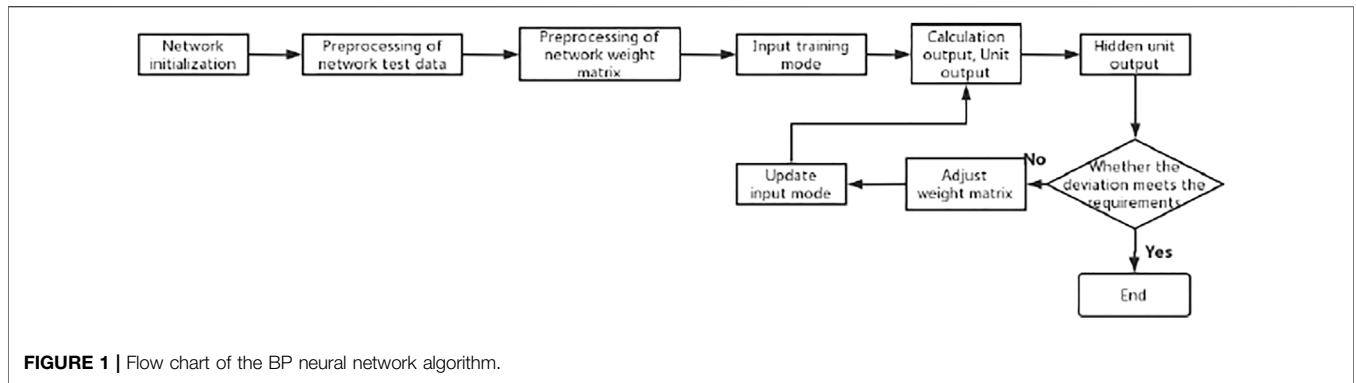 Network
initialization
Preprocessing of
network test data
Preprocessing of
network weight
matrix
Input training
mode
Calculation
output, Unit
output
Hidden unit
output
Whether the
deviation meets the
requirements
No
Adjust
weight matrix
Update
input mode
Yes
End
FIGURE 1 | Flow chart of the BP neural network algorithm.